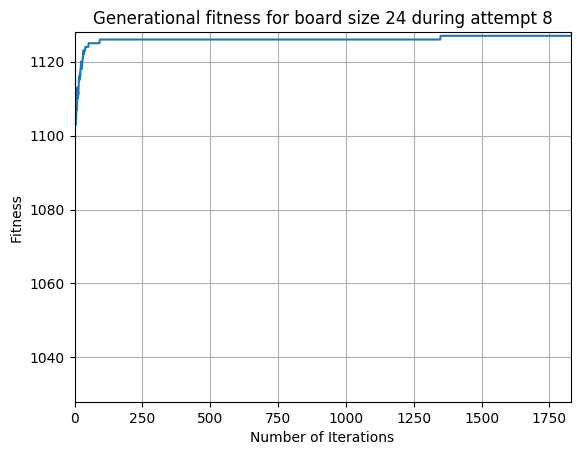 Generational fitness for board size 24 during attempt 8
1120
1100
1080
1060
1040
Fitness
0 250 500 750 1000 1250 1500 1750
Number of Iterations